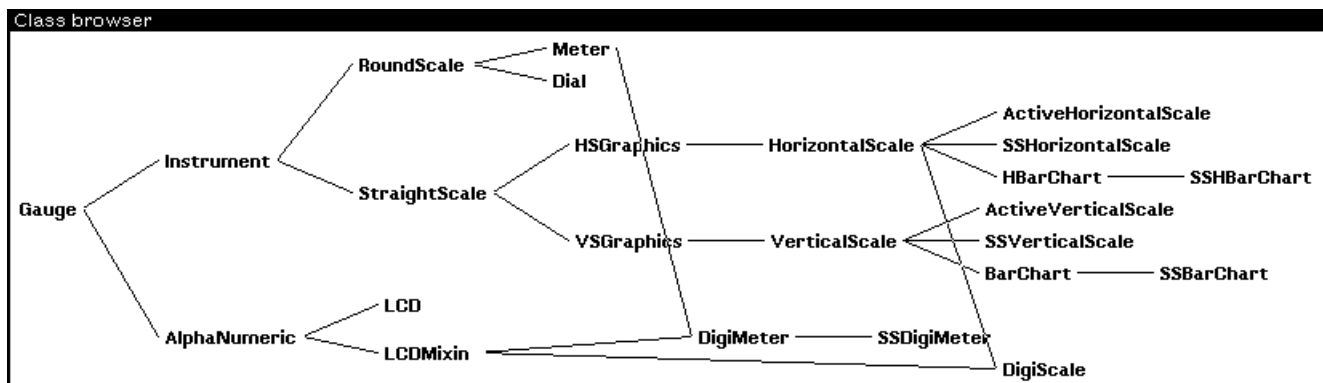 Class browser
Meter
RoundScale
Dial
ActiveHorizontalScale
HSGraphics
HorizontalScale
SSHorizontalScale
Instrument
HBarChart
SSHBarChart
StraightScale
Gauge
ActiveVerticalScale
VSGraphics
VerticalScale
SSVerticalScale
BarChart
SSBarChart
LCD
AlphaNumeric
DigiMeter
SSDigiMeter
LCDMixin
DigiScale